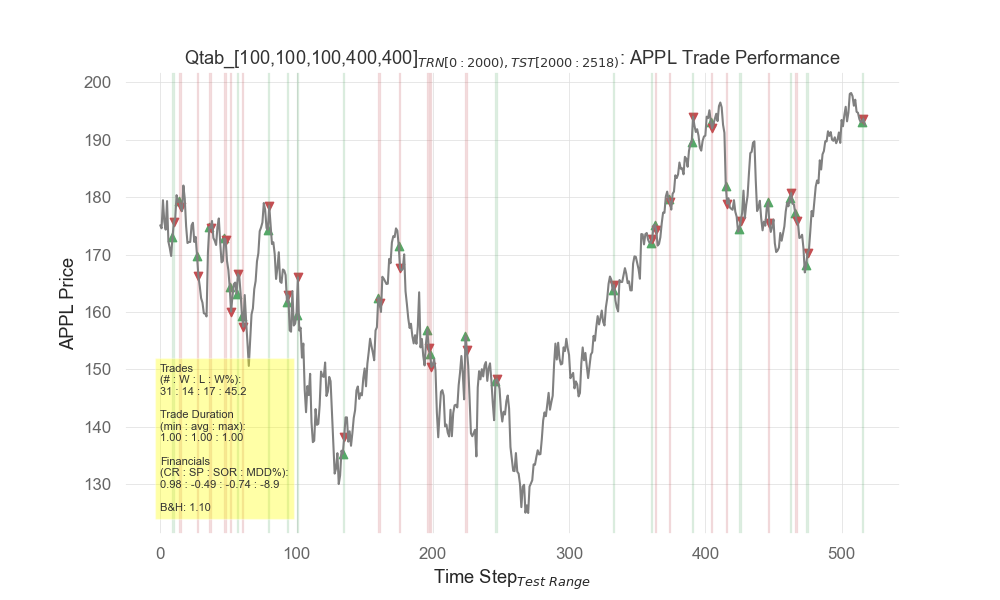 Qtab_[100,100,100,400,400]TRN[0 : 2000), TST[2000 : 2518): APPL Trade Performance
200
190
180
170
160
150
140
130
APPL Price
Trades
(# : W : L : W%):
31 : 14 : 17 : 45.2
Trade Duration
(min : avg : max):
1.00 : 1.00 : 1.00
Financials
(CR : SP : SOR : MDD%):
0.98 : -0.49 : -0.74 : -8.9
B&H: 1.10
0 100 200 300 400 500
Time StepTest Range